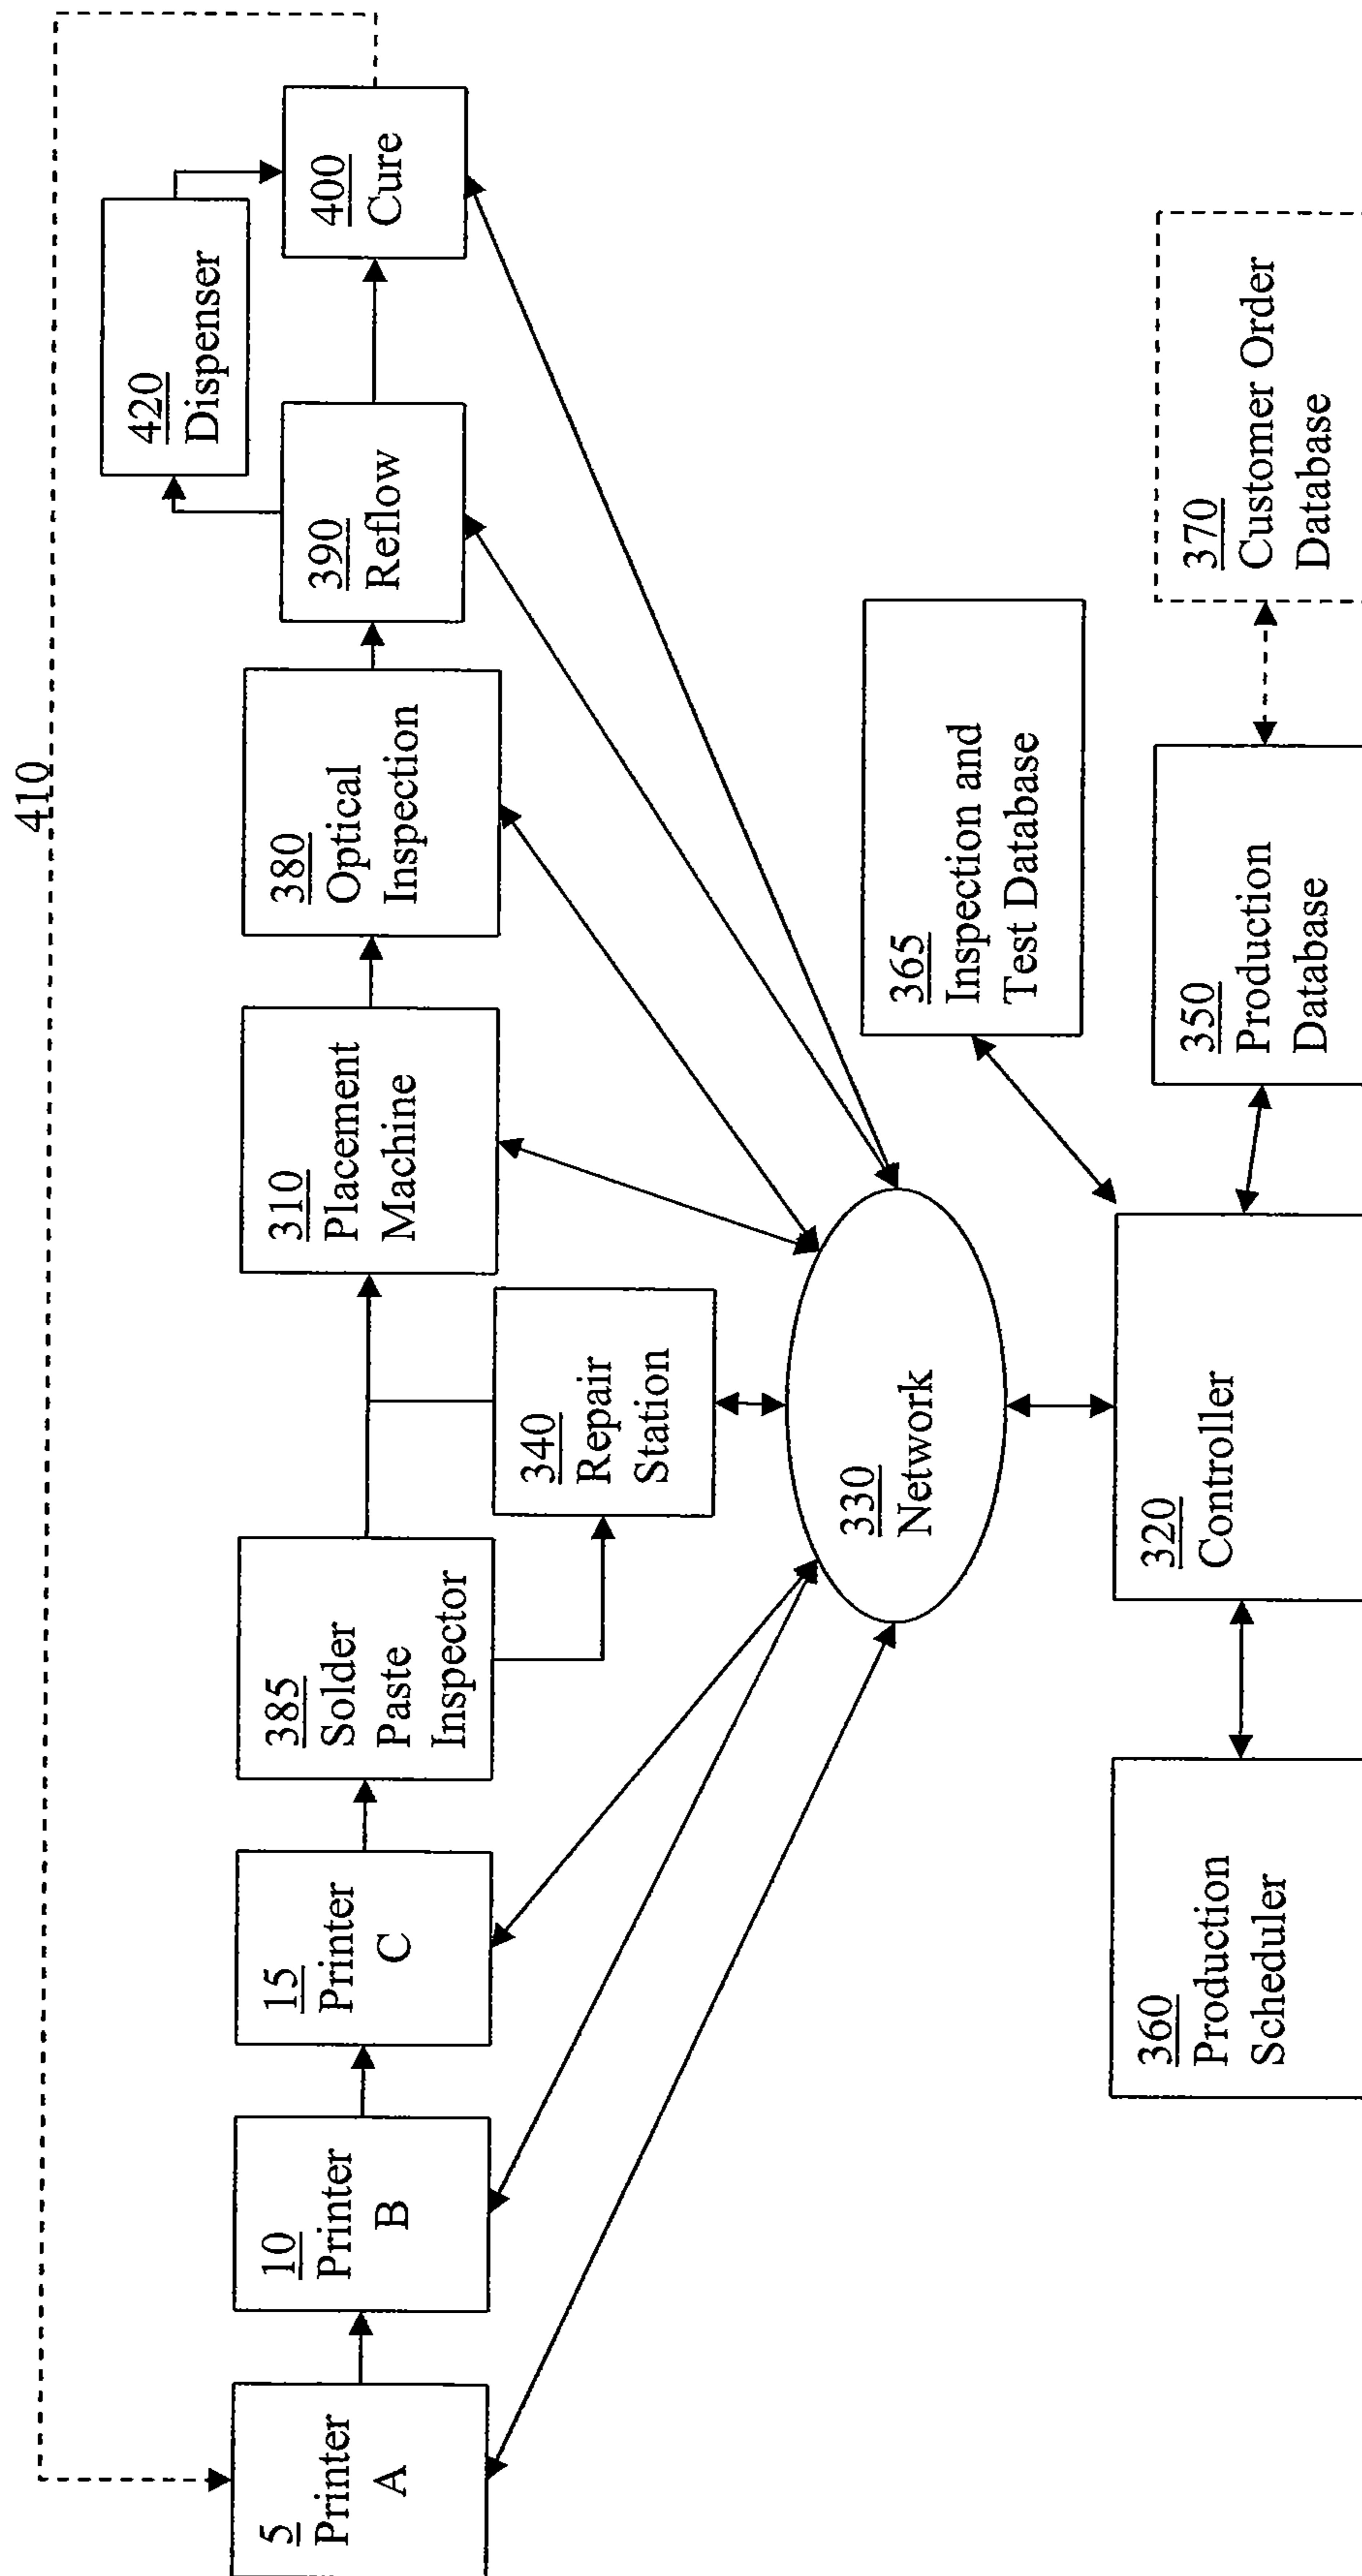 410
5
Printer
A
10
Printer
B
15
Printer
C
385
Solder
Paste
Inspector
340
Repair
Station
310
Placement
Machine
380
Optical
Inspection
390
Reflow
420
Dispenser
400
Cure
330
Network
365
Inspection and
Test Database
360
Production
Scheduler
320
Controller
350
Production
Database
370
Customer Order
Database